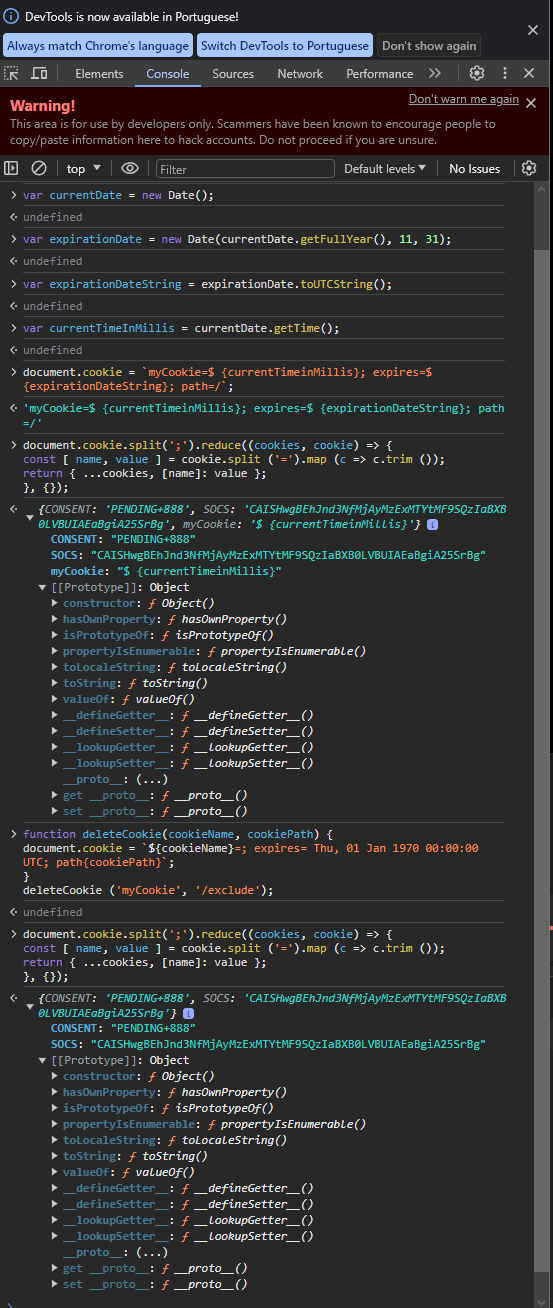 DevTools is now available in Portuguese!
Always match Chrome's language Switch DevTools to Portuguese Don't show again
Elements Console Sources Network Performance
Warning! Don't warn me again
This area is for use by developers only. Scammers have been known to encourage people to
copy/paste information here to hack accounts. Do not proceed if you are unsure.
top Filter Default levels No Issues
var currentDate = new Date();
undefined
var expirationDate = new Date(currentDate.getFullYear(), 11, 31);
undefined
var expirationDateString = expirationDate.toUTCString();
undefined
var currentTimeInMillis = currentDate.getTime();
undefined
document.cookie = `myCookie=$ {currentTimeinMillis}; expires=$
{expirationDateString}; path=/`;
'myCookie=$ {currentTimeinMillis}; expires=$ {expirationDateString}; path
=/'
document.cookie.split(';').reduce((cookies, cookie) => {
const [ name, value ] = cookie.split ('=').map (c => c.trim ());
return { ...cookies, [name]: value };
}, {});
{CONSENT: 'PENDING+888', SOCS: 'CAISHwgBEhJnd3NfMjAyMzExMTYtMF9SQzIaBXB
0LVBUIAEaBgiA25SrBg', myCookie: '$ {currentTimeinMillis}'} i
CONSENT: "PENDING+888"
SOCS: "CAISHwgBEhJnd3NfMjAyMzExMTYtMF9SQzIaBXB0LVBUIAEaBgiA25SrBg"
myCookie: "$ {currentTimeinMillis}"
[[Prototype]]: Object
constructor: ƒ Object()
hasOwnProperty: ƒ hasOwnProperty()
isPrototypeOf: ƒ isPrototypeOf()
propertyIsEnumerable: ƒ propertyIsEnumerable()
toLocaleString: ƒ toLocaleString()
toString: ƒ toString()
valueOf: ƒ valueOf()
__defineGetter__: ƒ __defineGetter__()
__defineSetter__: ƒ __defineSetter__()
__lookupGetter__: ƒ __lookupGetter__()
__lookupSetter__: ƒ __lookupSetter__()
__proto__: (...)
get __proto__: ƒ __proto__()
set __proto__: ƒ __proto__()
function deleteCookie(cookieName, cookiePath) {
document.cookie = `${cookieName}=; expires= Thu, 01 Jan 1970 00:00:00
UTC; path{cookiePath}`;
}
deleteCookie ('myCookie', '/exclude');
undefined
document.cookie.split(';').reduce((cookies, cookie) => {
const [ name, value ] = cookie.split ('=').map (c => c.trim ());
return { ...cookies, [name]: value };
}, {});
{CONSENT: 'PENDING+888', SOCS: 'CAISHwgBEhJnd3NfMjAyMzExMTYtMF9SQzIaBXB
0LVBUIAEaBgiA25SrBg'} i
CONSENT: "PENDING+888"
SOCS: "CAISHwgBEhJnd3NfMjAyMzExMTYtMF9SQzIaBXB0LVBUIAEaBgiA25SrBg"
[[Prototype]]: Object
constructor: ƒ Object()
hasOwnProperty: ƒ hasOwnProperty()
isPrototypeOf: ƒ isPrototypeOf()
propertyIsEnumerable: ƒ propertyIsEnumerable()
toLocaleString: ƒ toLocaleString()
toString: ƒ toString()
valueOf: ƒ valueOf()
__defineGetter__: ƒ __defineGetter__()
__defineSetter__: ƒ __defineSetter__()
__lookupGetter__: ƒ __lookupGetter__()
__lookupSetter__: ƒ __lookupSetter__()
__proto__: (...)
get __proto__: ƒ __proto__()
set __proto__: ƒ __proto__()